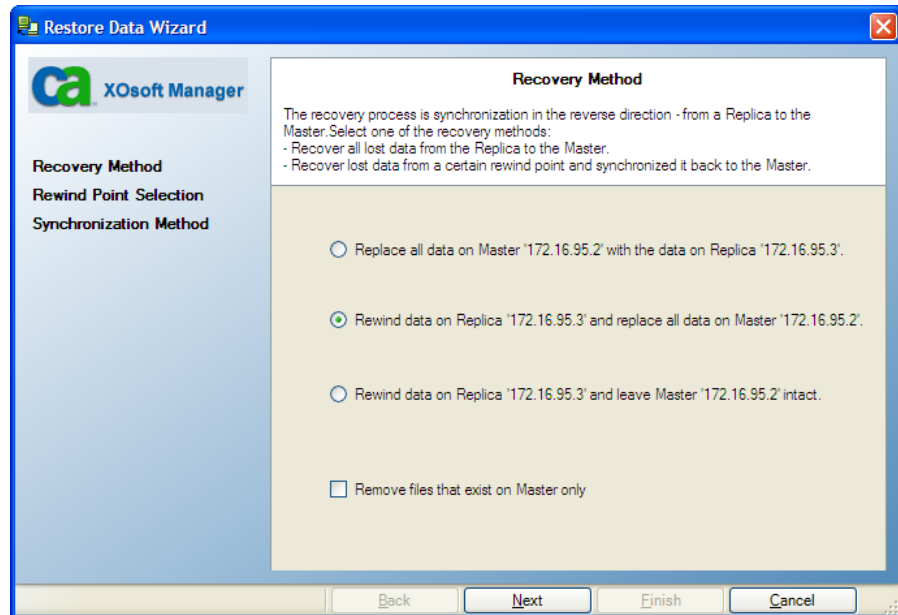 Restore Data Wizard
ca XOsoft Manager
Recovery Method
Rewind Point Selection
Synchronization Method
Recovery Method
The recovery process is synchronization in the reverse direction - from a Replica to the
Master.Select one of the recovery methods:
- Recover all lost data from the Replica to the Master.
- Recover lost data from a certain rewind point and synchronized it back to the Master.
Replace all data on Master '172.16.95.2' with the data on Replica '172.16.95.3'.
Rewind data on Replica '172.16.95.3' and replace all data on Master '172.16.95.2'.
Rewind data on Replica '172.16.95.3' and leave Master '172.16.95.2' intact.
Remove files that exist on Master only
Back Next Finish Cancel